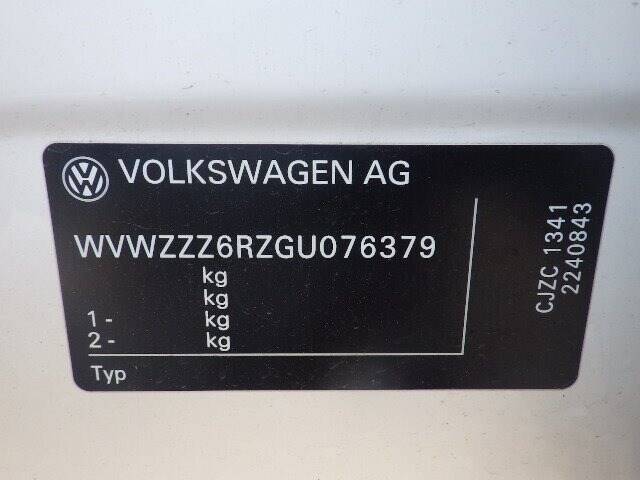 VOLKSWAGEN AG
WVWZZZ6RZGU076379
kg
kg
1 - kg
2 - kg
Typ
CJZC 1341
2240843